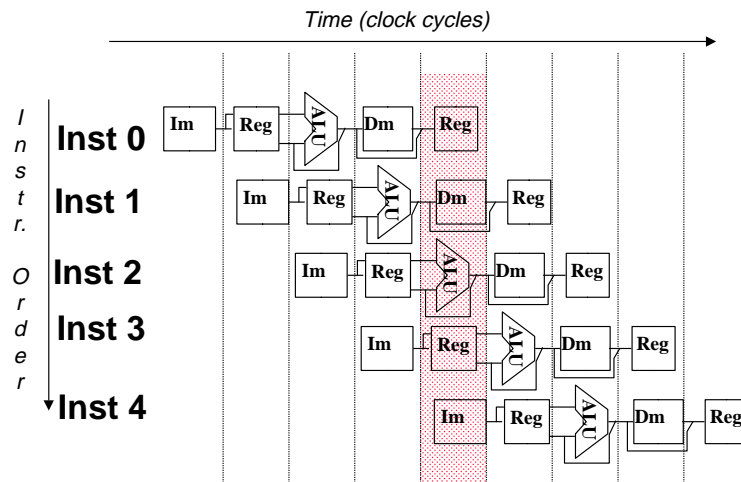 Time (clock cycles)
Instr. Order
Inst 0
Im Reg ALU Dm Reg
Inst 1
Im Reg ALU Dm Reg
Inst 2
Im Reg ALU Dm Reg
Inst 3
Im Reg ALU Dm Reg
Inst 4
Im Reg ALU Dm Reg